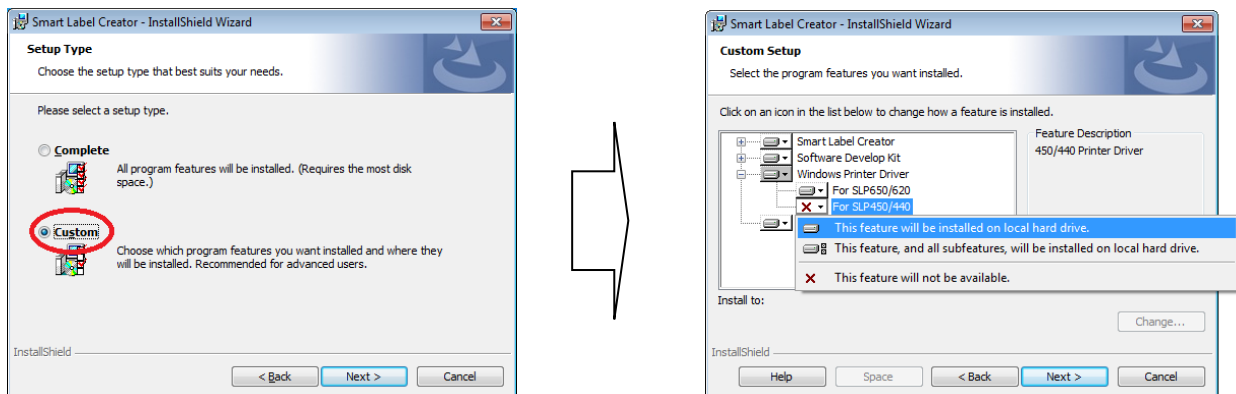 Smart Label Creator - InstallShield Wizard
Setup Type
Choose the setup type that best suits your needs.
Please select a setup type.
Complete
All program features will be installed. (Requires the most disk
space.)
Custom
Choose which program features you want installed and where they
will be installed. Recommended for advanced users.
InstallShield
< Back
Next >
Cancel
Smart Label Creator - InstallShield Wizard
Custom Setup
Select the program features you want installed.
Click on an icon in the list below to change how a feature is installed.
Smart Label Creator
Software Develop Kit
Windows Printer Driver
For SLP650/620
For SLP450/440
Feature Description
450/440 Printer Driver
This feature will be installed on local hard drive.
This feature, and all subfeatures, will be installed on local hard drive.
This feature will not be available.
Install to:
Change...
InstallShield
Help
Space
< Back
Next >
Cancel